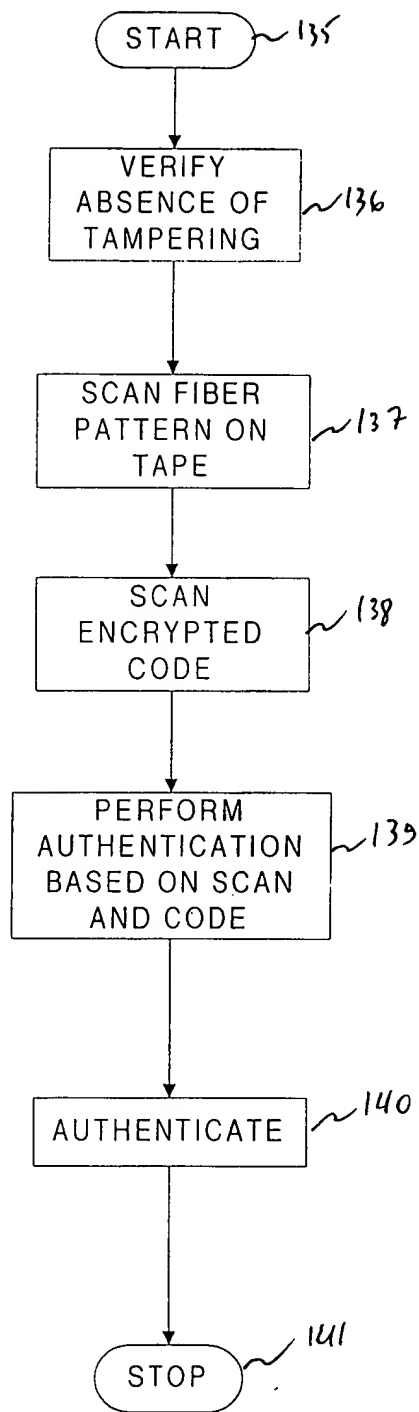 START
135
VERIFY
ABSENCE OF
TAMPERING
136
SCAN FIBER
PATTERN ON
TAPE
137
SCAN
ENCRYPTED
CODE
138
PERFORM
AUTHENTICATION
BASED ON SCAN
AND CODE
139
AUTHENTICATE
140
STOP
141